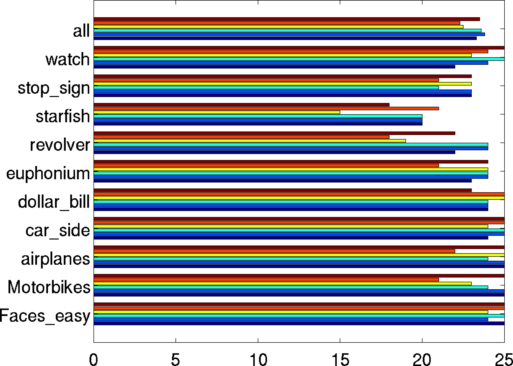 all
watch
stop_sign
starfish
revolver
euphonium
dollar_bill
car_side
airplanes
Motorbikes
Faces_easy
0 5 10 15 20 25